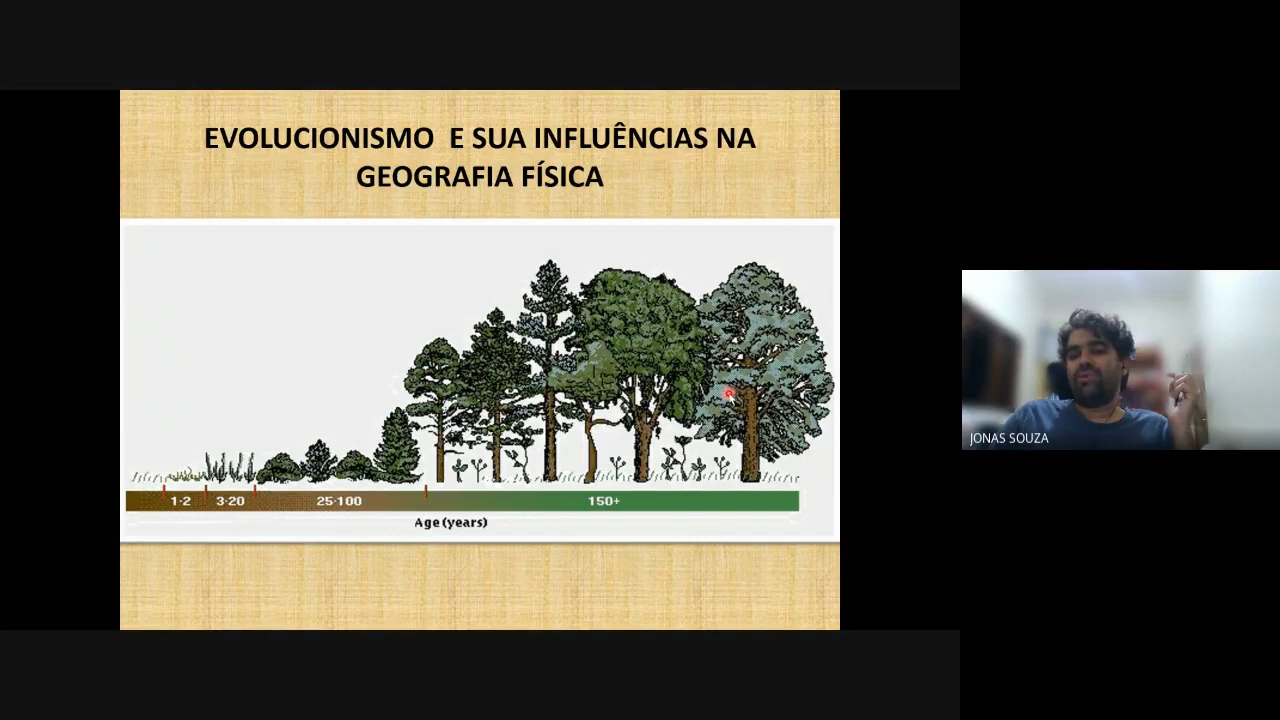 EVOLUCIONISMO E SUA INFLUÊNCIAS NA
GEOGRAFIA FÍSICA
1-2 3-20 25-100 150+
Age (years)
JONAS SOUZA